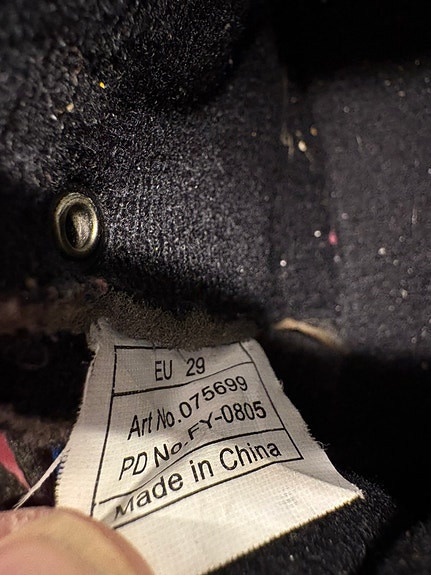 EU 29
Art No.075699
PD No.FY-0805
Made in China